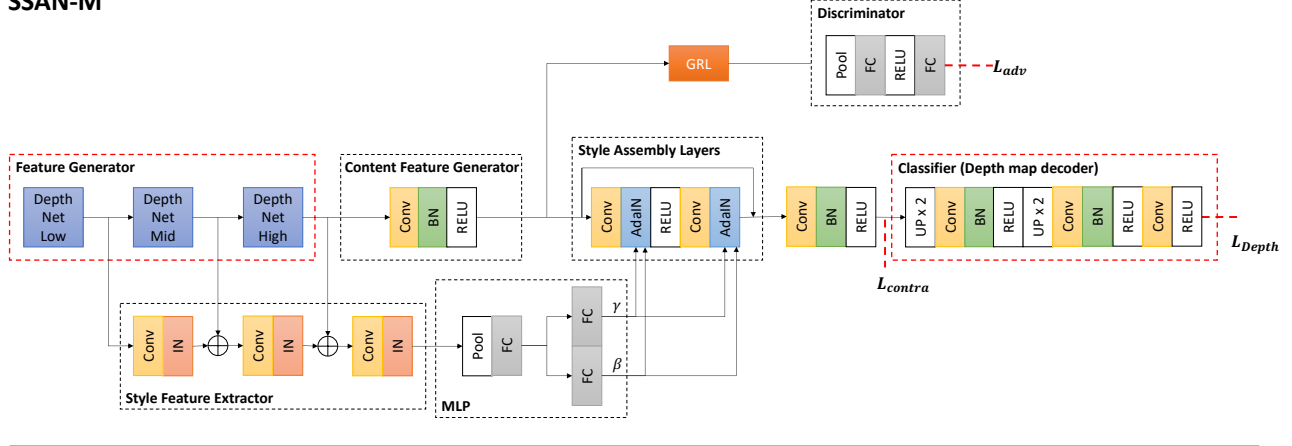 SSAN-M
Discriminator
Pool
FC
RELU
FC
L_adv
GRL
Feature Generator
Depth
Net
Low
Depth
Net
Mid
Depth
Net
High
Content Feature Generator
Conv
BN
RELU
Style Assembly Layers
Conv
AdaIN
RELU
Conv
AdaIN
Conv
BN
RELU
L_contra
Classifier (Depth map decoder)
UP x 2
Conv
BN
RELU
UP x 2
Conv
BN
RELU
Conv
RELU
L_Depth
Conv
IN
Conv
IN
Conv
IN
Style Feature Extractor
Pool
FC
FC
γ
FC
β
MLP